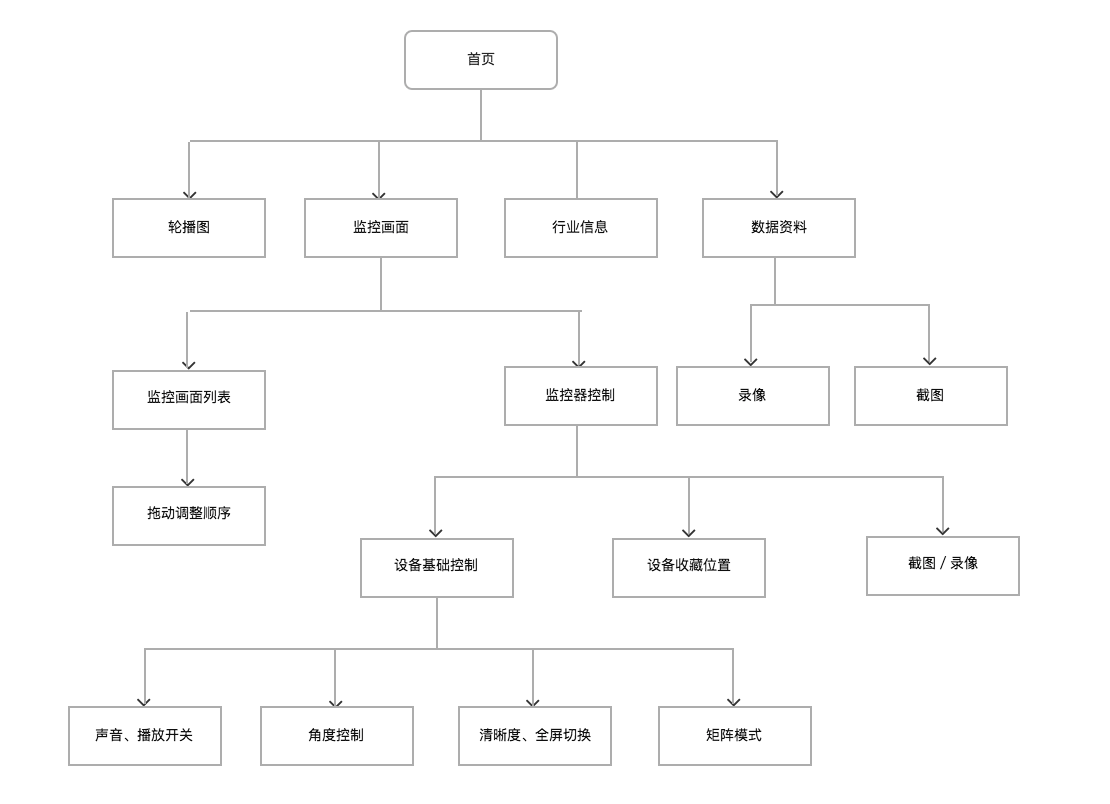 首页
轮播图
监控画面
行业信息
数据资料
监控画面列表
监控器控制
录像
截图
拖动调整顺序
设备基础控制
设备收藏位置
截图 / 录像
声音、播放开关
角度控制
清晰度、全屏切换
矩阵模式